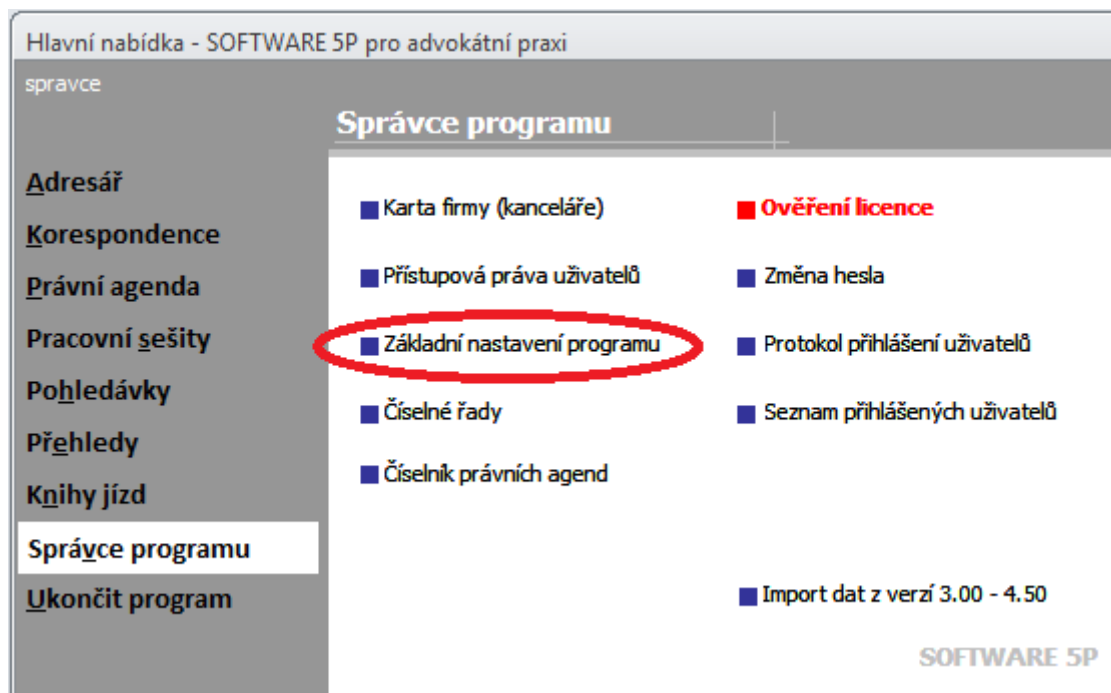 Hlavní nabídka - SOFTWARE 5P pro advokátní praxi
spravce
Správce programu
Adresář
Korespondence
Právní agenda
Pracovní sešity
Pohledávky
Přehledy
Knihy jízd
Správce programu
Ukončit program
Karta firmy (kanceláře)
Přístupová práva uživatelů
Základní nastavení programu
Číselné řady
Číselník právních agend
Ověření licence
Změna hesla
Protokol přihlášení uživatelů
Seznam přihlášených uživatelů
Import dat z verzí 3.00 - 4.50
SOFTWARE 5P